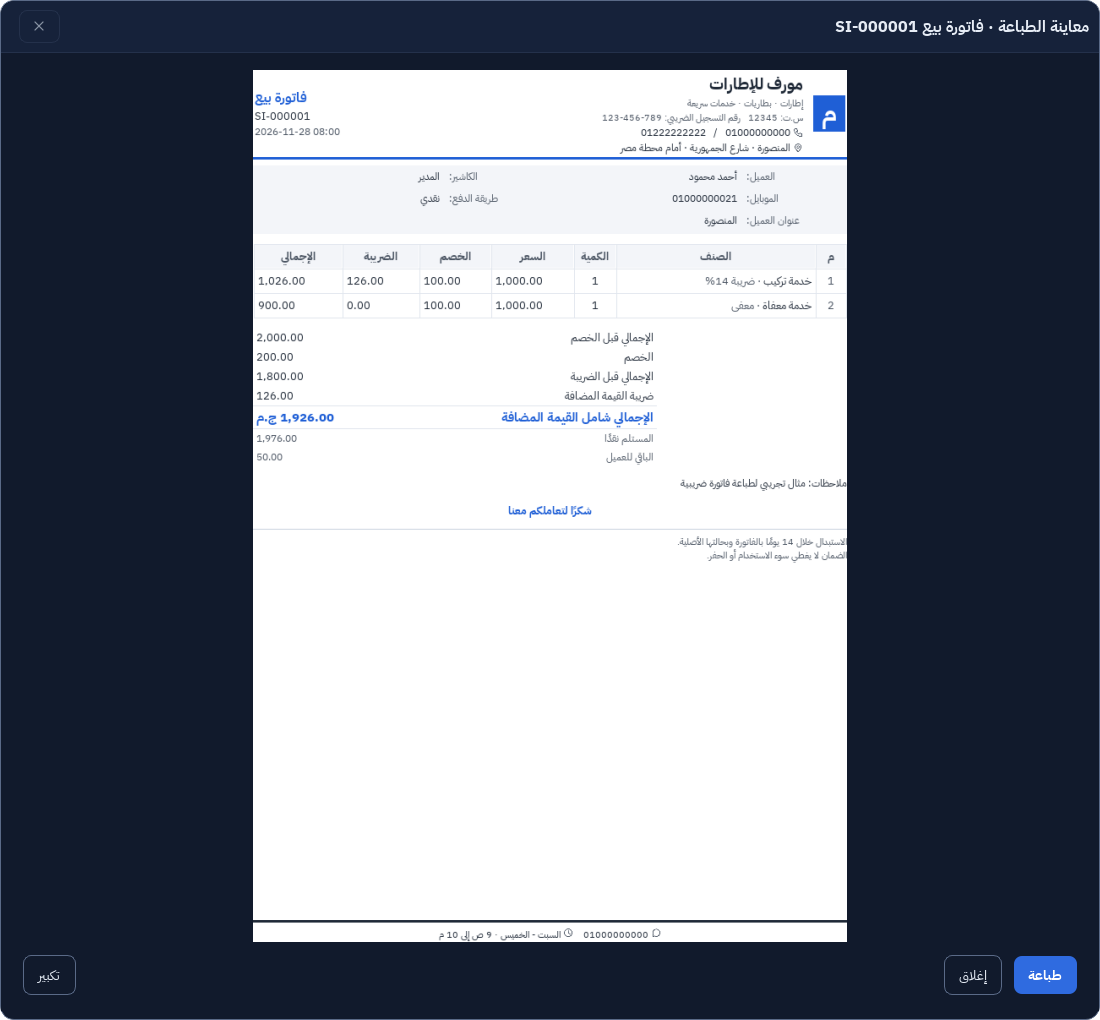 معاينة الطباعة · فاتورة بيع SI-000001
مورف للإطارات
إطارات · بطاريات · خدمات سريعة
س.ت: 12345 رقم التسجيل الضريبي: 123-456-789
01000000000 / 01222222222
المنصورة · شارع الجمهورية · أمام محطة مصر
م
فاتورة بيع
SI-000001
2026-11-28 08:00
العميل: أحمد محمود الكاشير: المدير
الموبايل: 01000000021 طريقة الدفع: نقدي
عنوان العميل: المنصورة
م الصنف الكمية السعر الخصم الضريبة الإجمالي
1 خدمة تركيب · ضريبة 14% 1 1,000.00 100.00 126.00 1,026.00
2 خدمة معفاة · معفى 1 1,000.00 100.00 0.00 900.00
الإجمالي قبل الخصم 2,000.00
الخصم 200.00
الإجمالي قبل الضريبة 1,800.00
ضريبة القيمة المضافة 126.00
الإجمالي شامل القيمة المضافة 1,926.00 ج.م
المستلم نقدًا 1,976.00
الباقي للعميل 50.00
ملاحظات: مثال تجريبي لطباعة فاتورة ضريبية
شكرًا لتعاملكم معنا
الاستبدال خلال 14 يومًا بالفاتورة وبحالتها الأصلية.
الضمان لا يغطي سوء الاستخدام أو الحفر.
01000000000 السبت - الخميس · 9 ص إلى 10 م
طباعة
إغلاق
تكبير